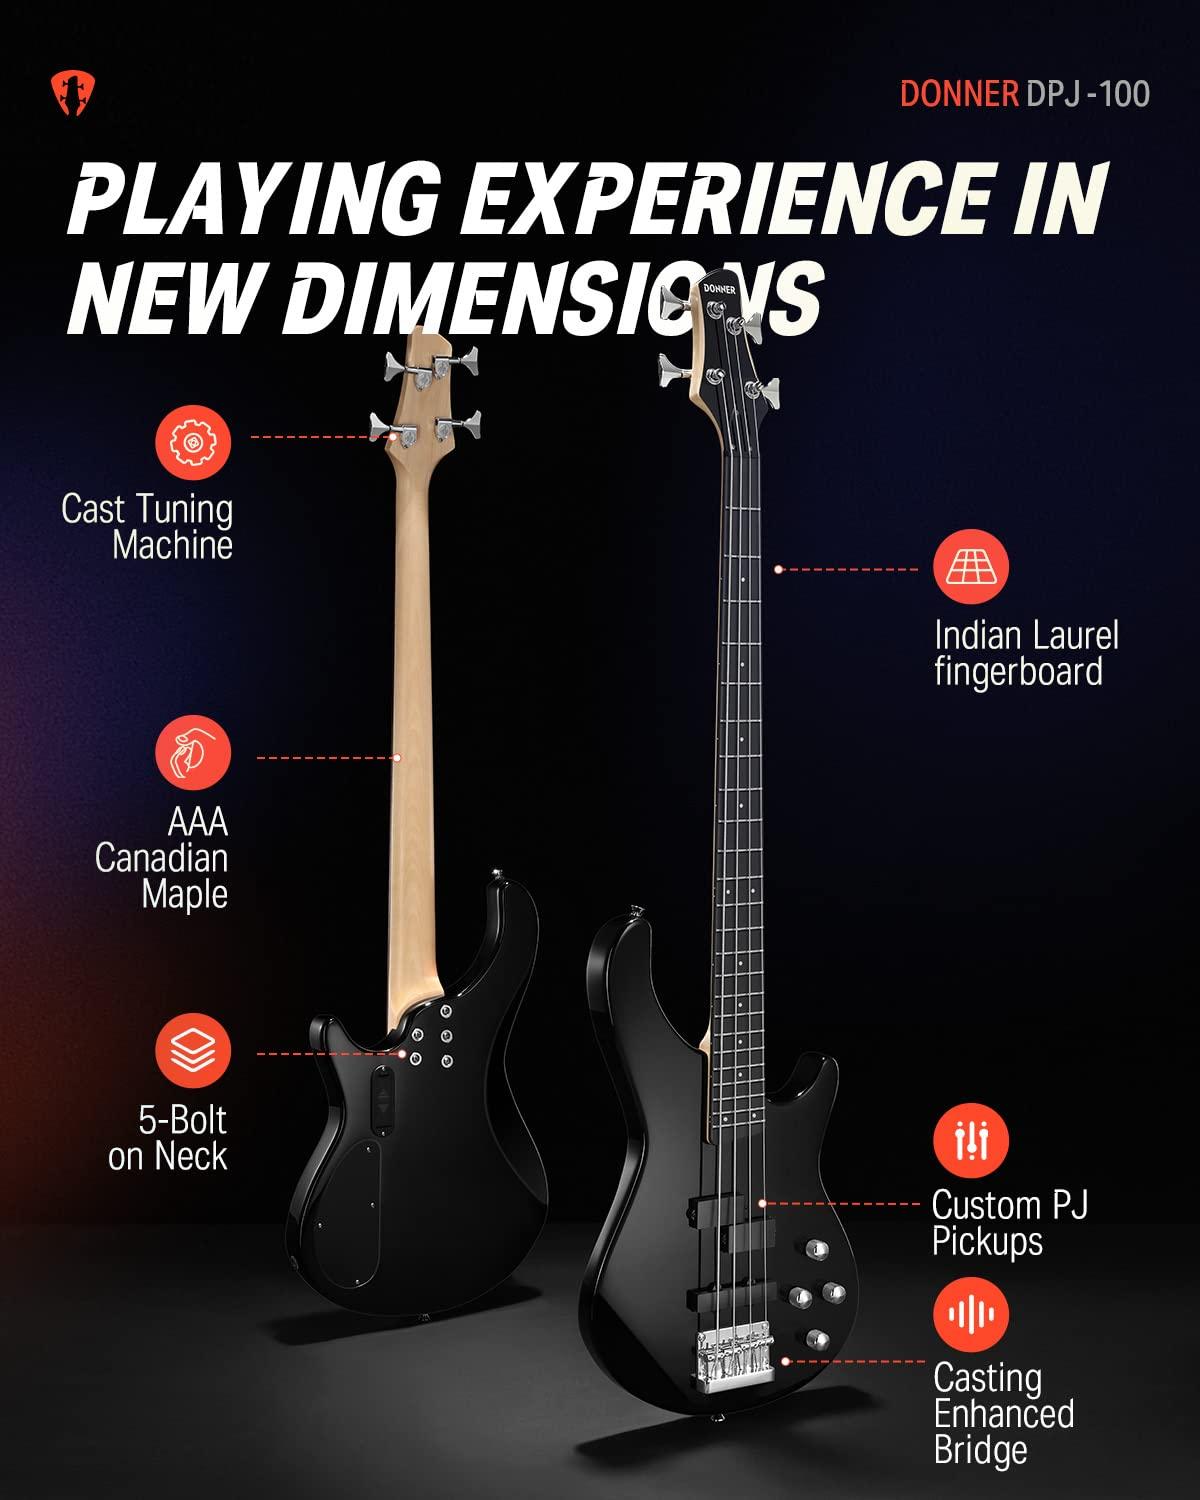 DONNER DPJ-100
PLAYING EXPERIENCE IN
NEW DIMENSIONS
DONNER
Cast Tuning
Machine
Indian Laurel
fingerboard
AAA
Canadian
Maple
5-Bolt
on Neck
Custom PJ
Pickups
Casting
Enhanced
Bridge